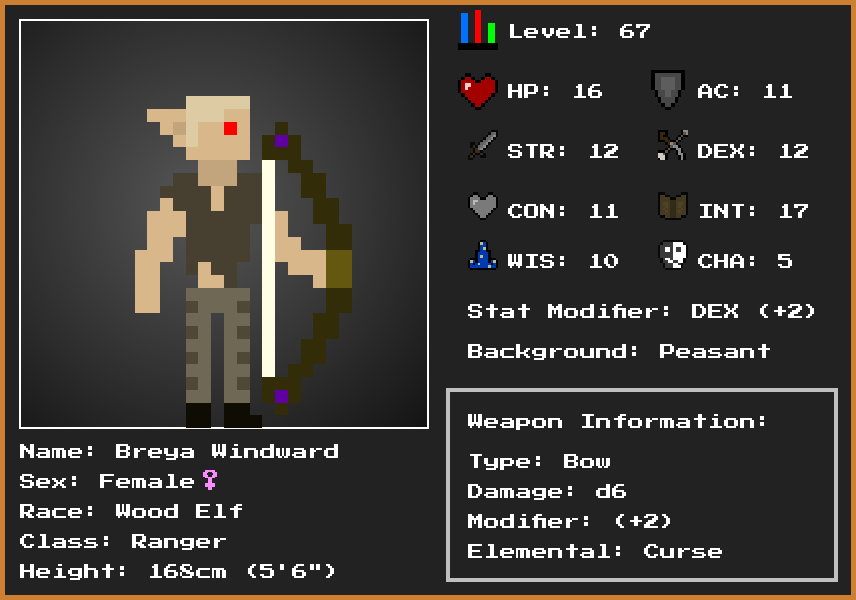 Level: 67
HP: 16 AC: 11
STR: 12 DEX: 12
CON: 11 INT: 17
WIS: 10 CHA: 5
Stat Modifier: DEX (+2)
Background: Peasant
Weapon Information:
Type: Bow
Damage: d6
Modifier: (+2)
Elemental: Curse
Name: Breya Windward
Sex: Female♀
Race: Wood Elf
Class: Ranger
Height: 168cm (5'6")